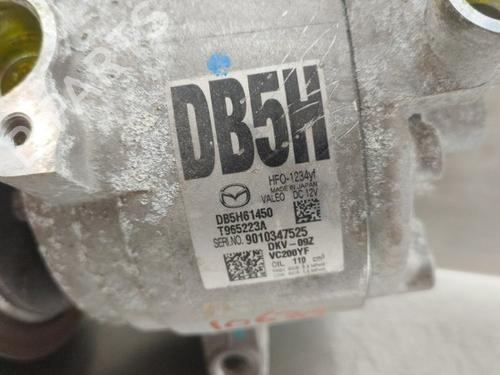 DB5H
HFO-1234yf
MADE IN JAPAN
VALEO DC 12V
DB5H61450
T965223A
SERI.NO. 9010347525
DKV-09Z
VC200YF
OIL 110 cm³